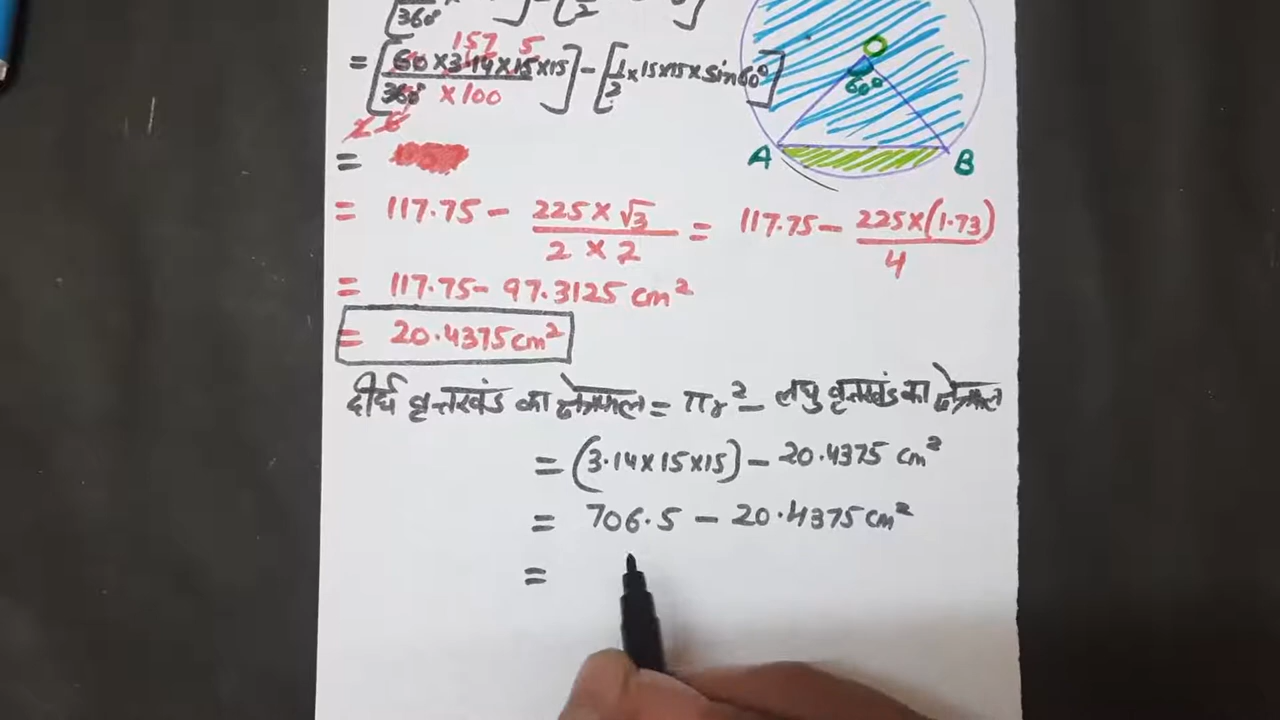 = [60×3.14×15×15 / 360° ×100] - [1/2 ×15×15× sin60°]
157 5
O
60°
A B
=
= 117.75 - 225×√3 / 2×2 = 117.75 - 225×(1.73) / 4
= 117.75 - 97.3125 cm²
= 20.4375 cm²
दीर्घ वृत्तखंड का क्षेत्रफल = πr² - लघु वृत्तखंड का क्षेत्रफल
= (3.14×15×15) - 20.4375 cm²
= 706.5 - 20.4375 cm²
=